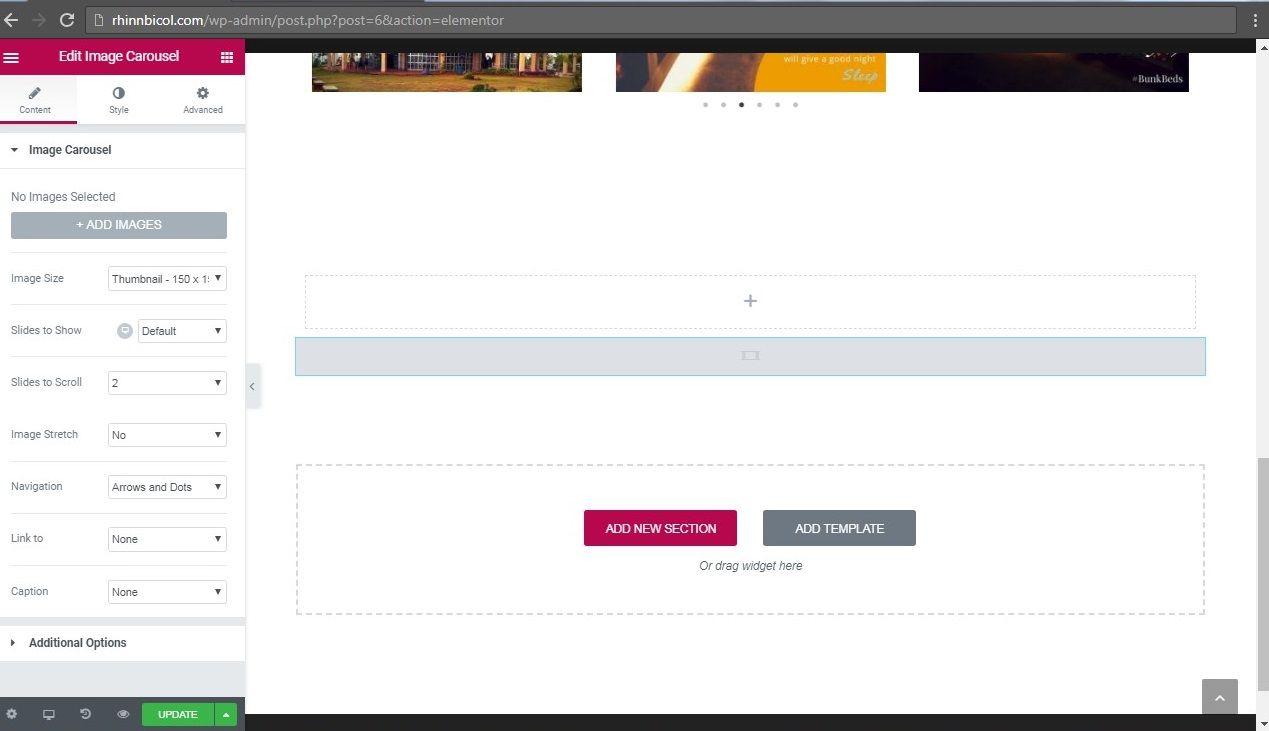 rhinnbicol.com/wp-admin/post.php?post=6&action=elementor
Edit Image Carousel
Content
Style
Advanced
Image Carousel
No Images Selected
+ ADD IMAGES
Image Size
Thumbnail - 150 x 1
Slides to Show
Default
Slides to Scroll
2
Image Stretch
No
Navigation
Arrows and Dots
Link to
None
Caption
None
Additional Options
UPDATE
will give a good night
Sleep
#BunkBeds
ADD NEW SECTION
ADD TEMPLATE
Or drag widget here